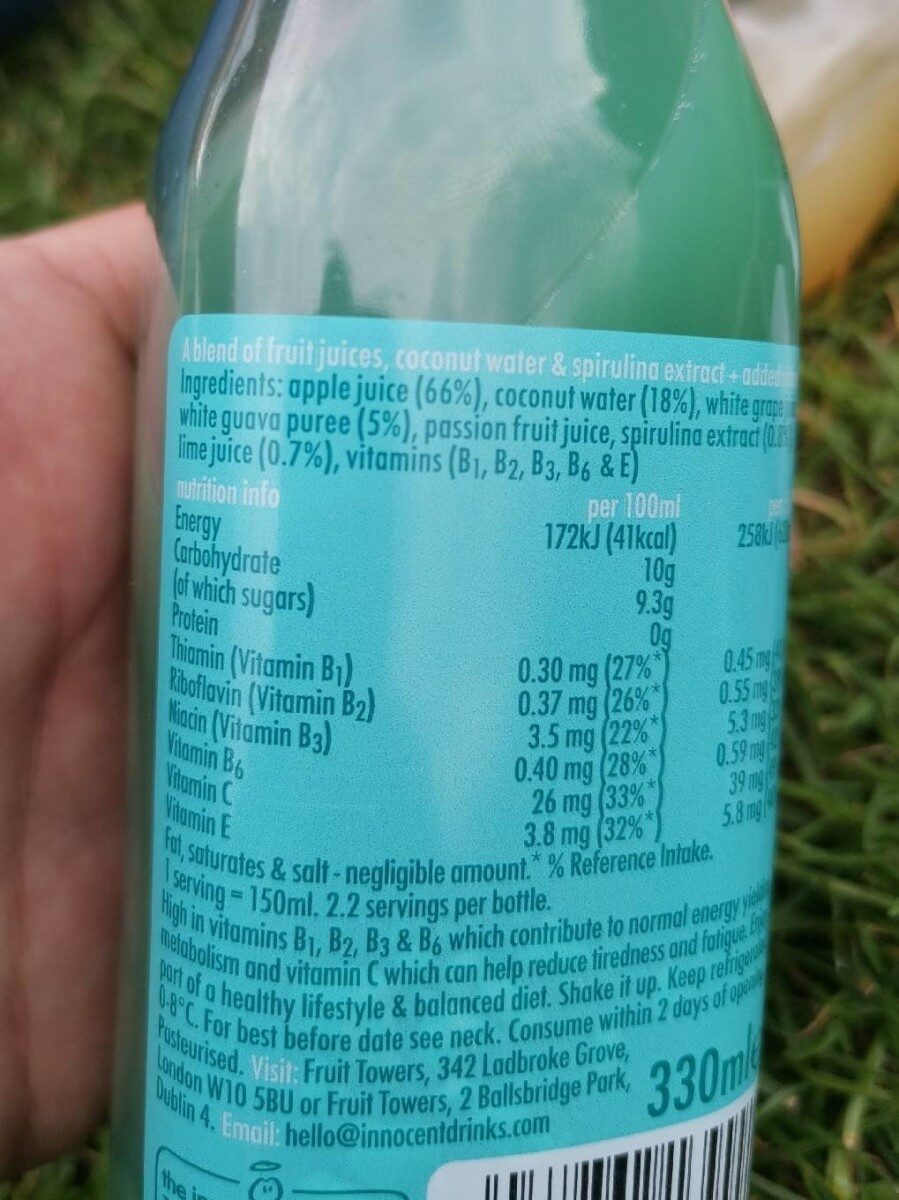 A blend of fruit juices, coconut water & spirulina extract + added
Ingredients: apple juice (66%), coconut water (18%), white grape
white guava puree (5%), passion fruit juice, spirulina extract (0.8%
lime juice (0.7%), vitamins (B1, B2, B3, B6 & E)
nutrition info per 100ml per
Energy 172kJ (41kcal) 258kJ
Carbohydrate 10g
(of which sugars) 9.3g
Protein 0g
Thiamin (Vitamin B1) 0.30 mg (27%*) 0.45 mg
Riboflavin (Vitamin B2) 0.37 mg (26%*) 0.55 mg
Niacin (Vitamin B3) 3.5 mg (22%*) 5.3 mg
Vitamin B6 0.40 mg (28%*) 0.59 mg
Vitamin C 26 mg (33%*) 39 mg
Vitamin E 3.8 mg (32%*) 5.8 mg
Fat, saturates & salt - negligible amount. * % Reference Intake.
1 serving = 150ml. 2.2 servings per bottle.
High in vitamins B1, B2, B3 & B6 which contribute to normal energy
metabolism and vitamin C which can help reduce tiredness and fatigue.
part of a healthy lifestyle & balanced diet. Shake it up. Keep
0-8°C. For best before date see neck. Consume within 2 days of
Pasteurised. Visit: Fruit Towers, 342 Ladbroke Grove,
London W10 5BU or Fruit Towers, 2 Ballsbridge Park,
Dublin 4. Email: hello@innocentdrinks.com
330ml
the